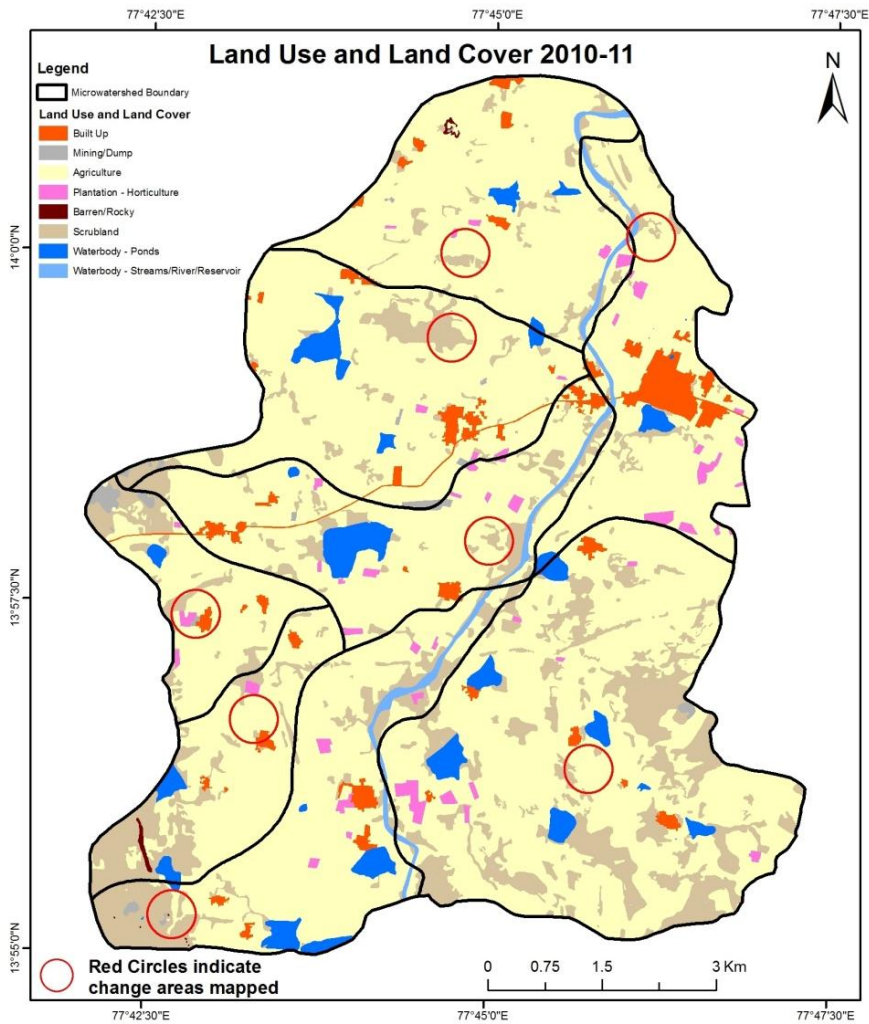 77°42'30"E 77°45'0"E 77°47'30"E
Land Use and Land Cover 2010-11
N
Legend
Microwatershed Boundary
Land Use and Land Cover
Built Up
Mining/Dump
Agriculture
Plantation - Horticulture
Barren/Rocky
Scrubland
Waterbody - Ponds
Waterbody - Streams/River/Reservoir
14°0'0"N
13°57'30"N
13°55'0"N
Red Circles indicate
change areas mapped
0 0.75 1.5 3 Km
77°42'30"E 77°45'0"E 77°47'30"E